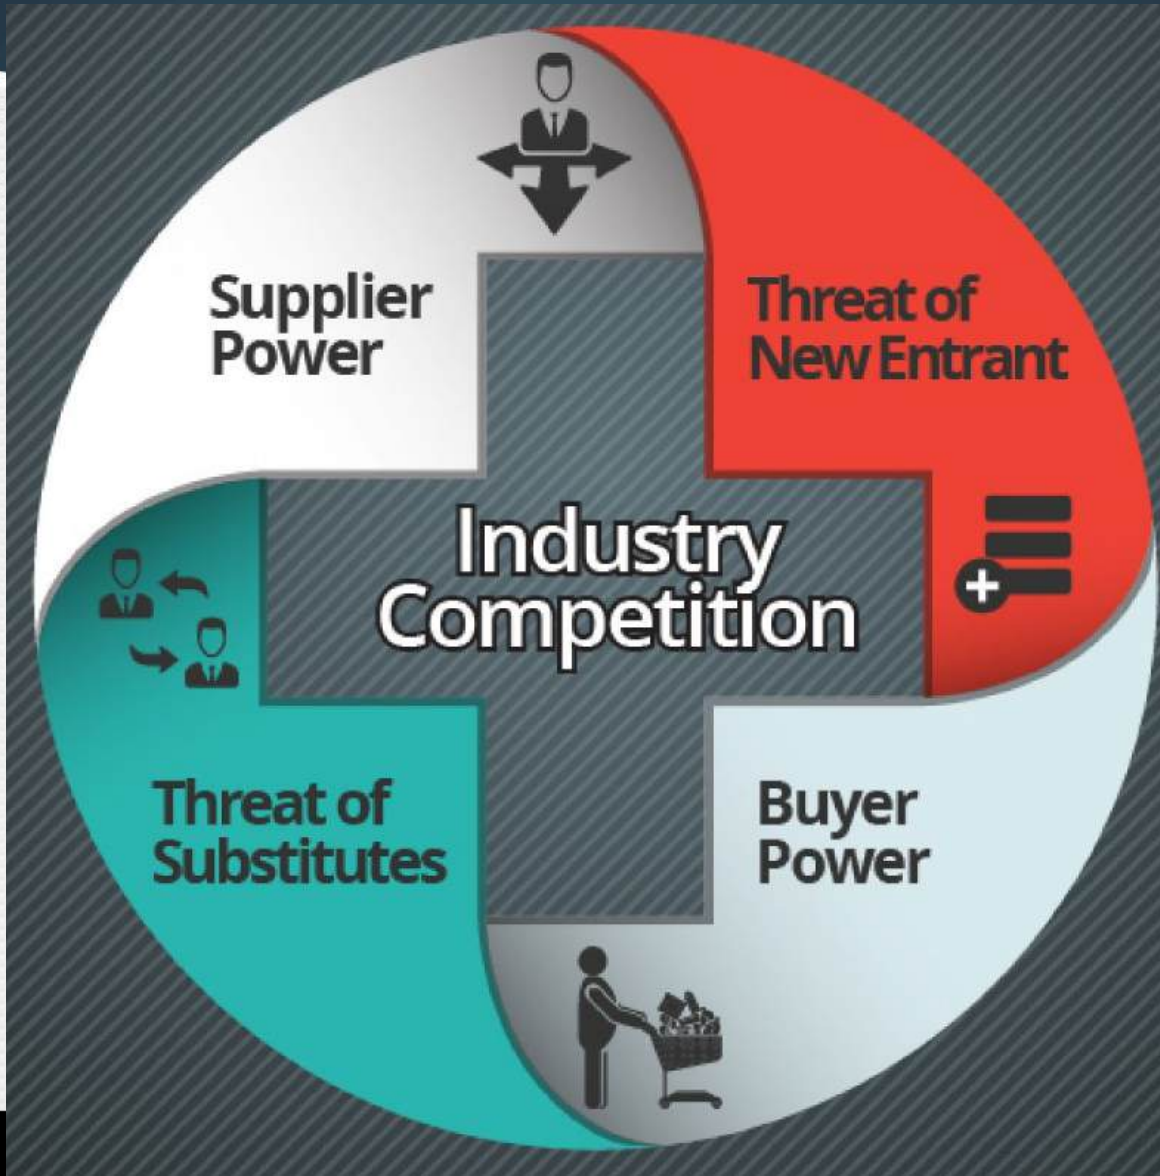 Supplier
Power
Threat of
New Entrant
Industry
Competition
Threat of
Substitutes
Buyer
Power